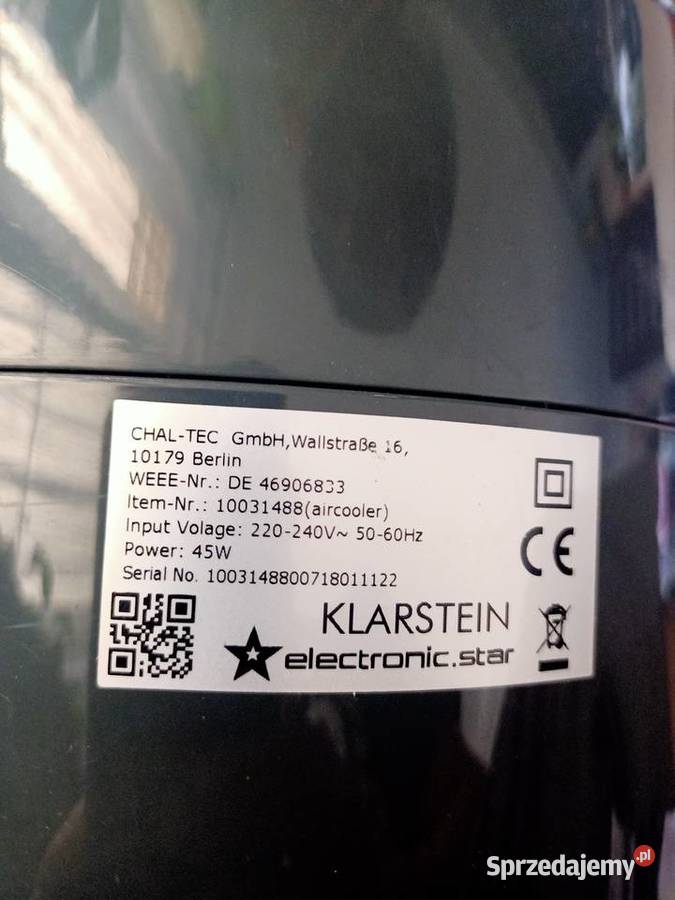 CHAL-TEC GmbH,Wallstraße 16,
10179 Berlin
WEEE-Nr.: DE 46906833
Item-Nr.: 10031488(aircooler)
Input Volage: 220-240V~ 50-60Hz
Power: 45W
Serial No. 1003148800718011122
CE
KLARSTEIN
electronic.star
Sprzedajemy.pl